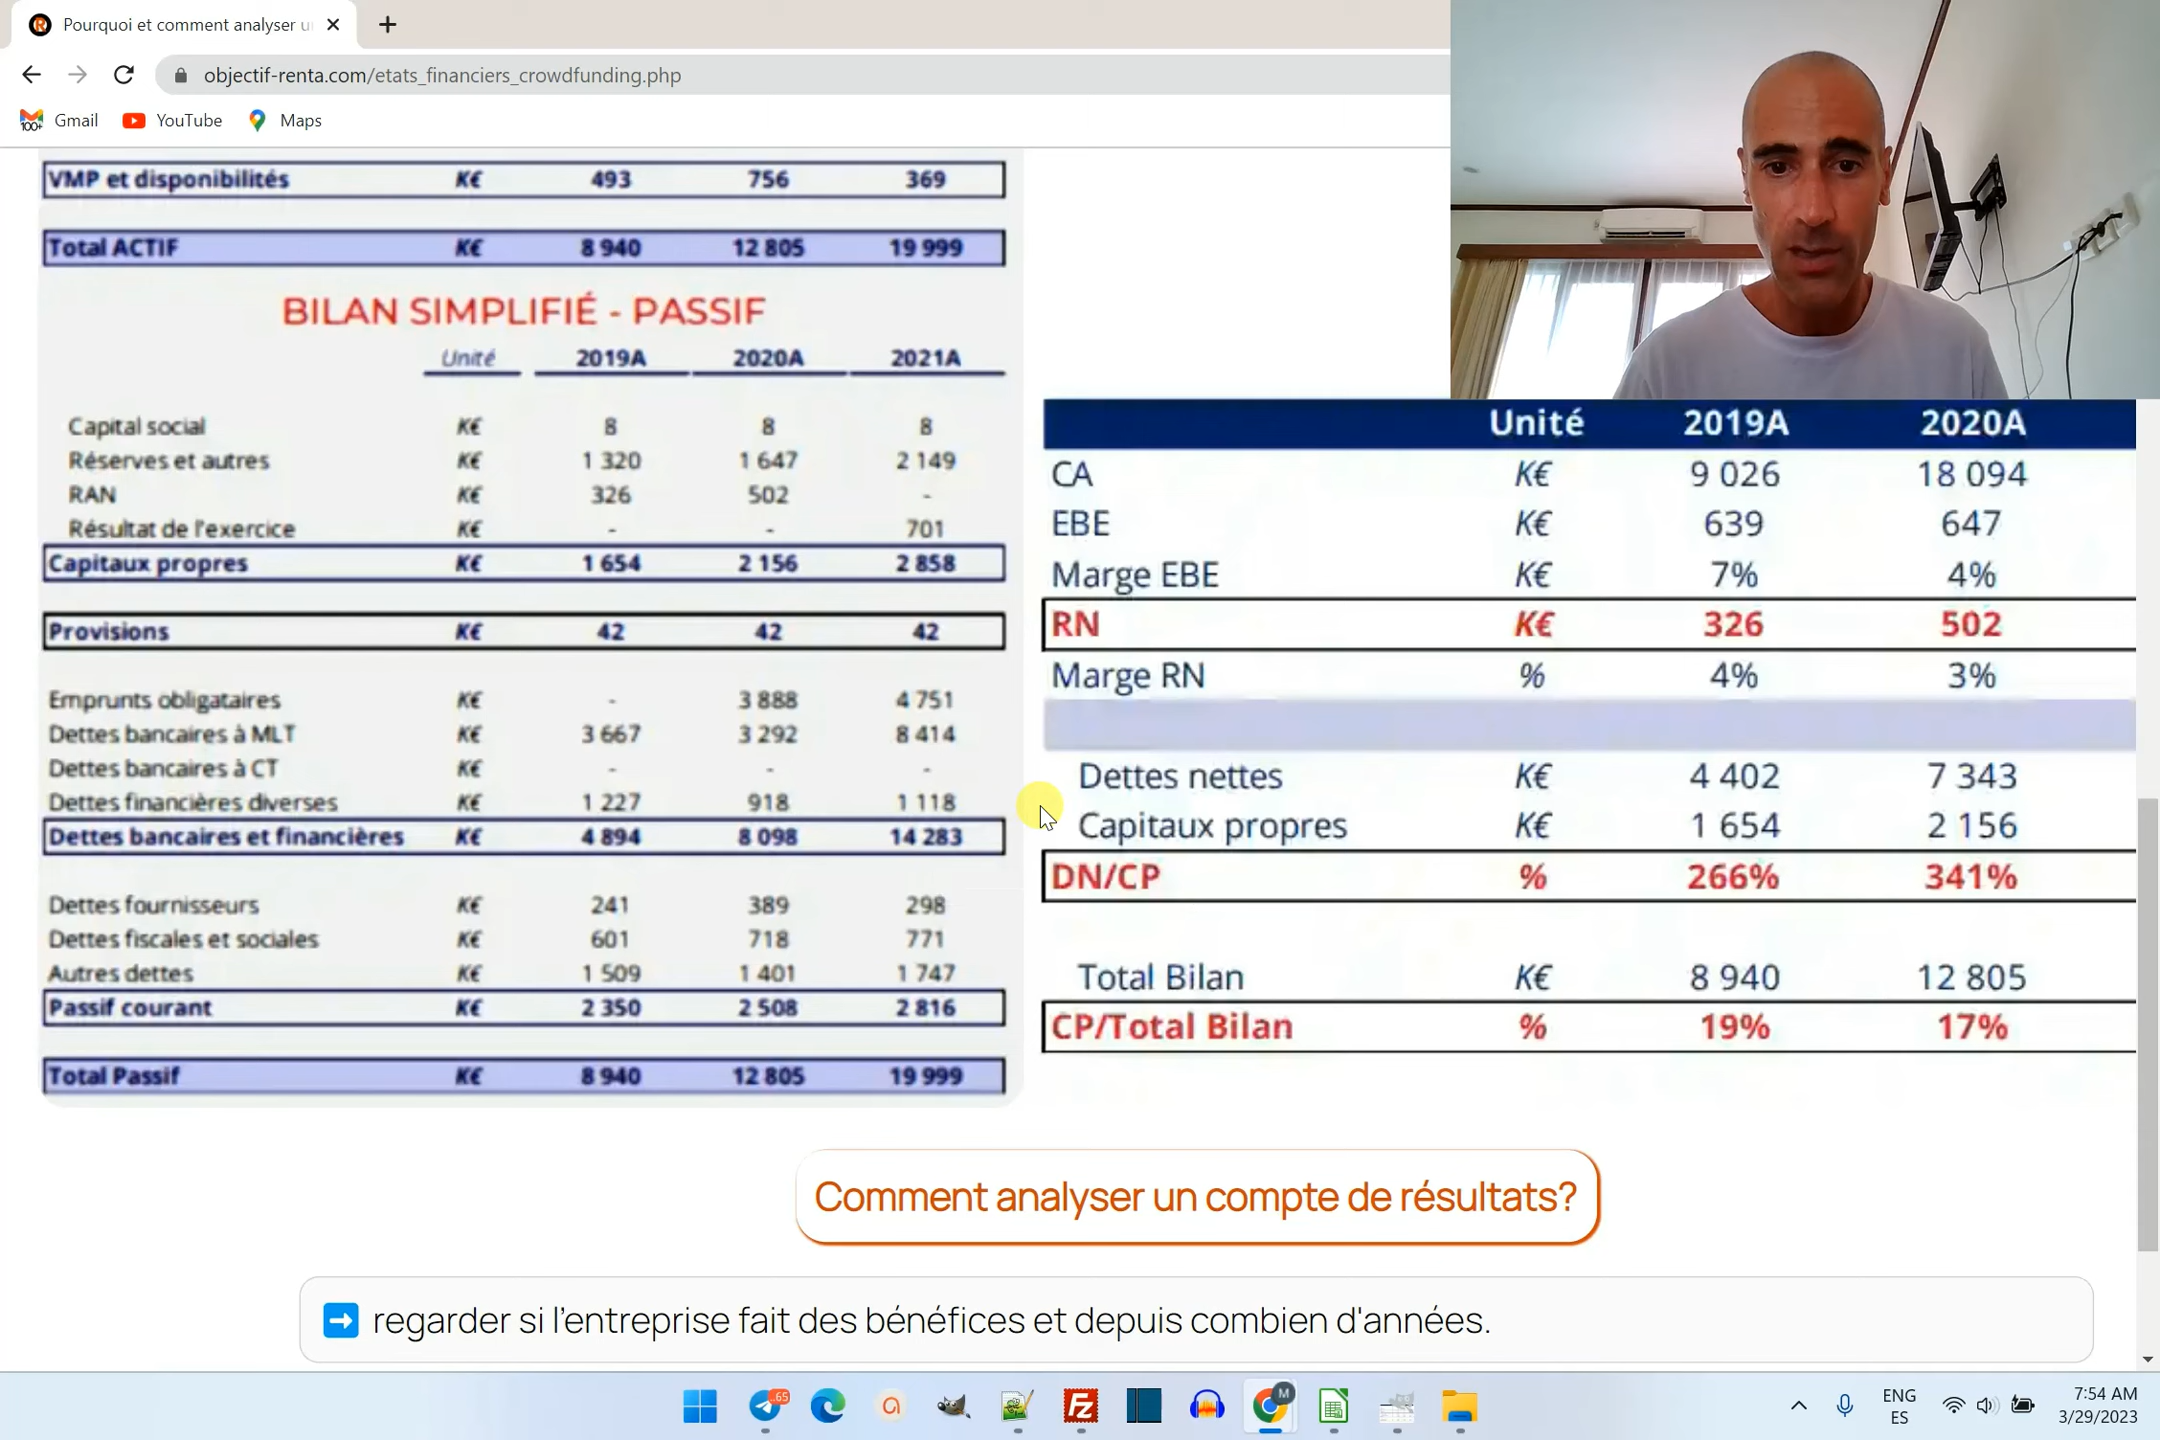 Pourquoi et comment analyser u
objectif-renta.com/etats_financiers_crowdfunding.php
Gmail YouTube Maps
VMP et disponibilités K€ 493 756 369
Total ACTIF K€ 8 940 12 805 19 999
BILAN SIMPLIFIÉ - PASSIF
Unité 2019A 2020A 2021A
Capital social K€ 8 8 8
Réserves et autres K€ 1 320 1 647 2 149
RAN K€ 326 502 -
Résultat de l'exercice K€ - - 701
Capitaux propres K€ 1 654 2 156 2 858
Provisions K€ 42 42 42
Emprunts obligataires K€ - 3 888 4 751
Dettes bancaires à MLT K€ 3 667 3 292 8 414
Dettes bancaires à CT K€ - - -
Dettes financières diverses K€ 1 227 918 1 118
Dettes bancaires et financières K€ 4 894 8 098 14 283
Dettes fournisseurs K€ 241 389 298
Dettes fiscales et sociales K€ 601 718 771
Autres dettes K€ 1 509 1 401 1 747
Passif courant K€ 2 350 2 508 2 816
Total Passif K€ 8 940 12 805 19 999
Unité 2019A 2020A
CA K€ 9 026 18 094
EBE K€ 639 647
Marge EBE K€ 7% 4%
RN K€ 326 502
Marge RN % 4% 3%
Dettes nettes K€ 4 402 7 343
Capitaux propres K€ 1 654 2 156
DN/CP % 266% 341%
Total Bilan K€ 8 940 12 805
CP/Total Bilan % 19% 17%
Comment analyser un compte de résultats?
regarder si l'entreprise fait des bénéfices et depuis combien d'années.
65
M
ENG
ES
7:54 AM
3/29/2023